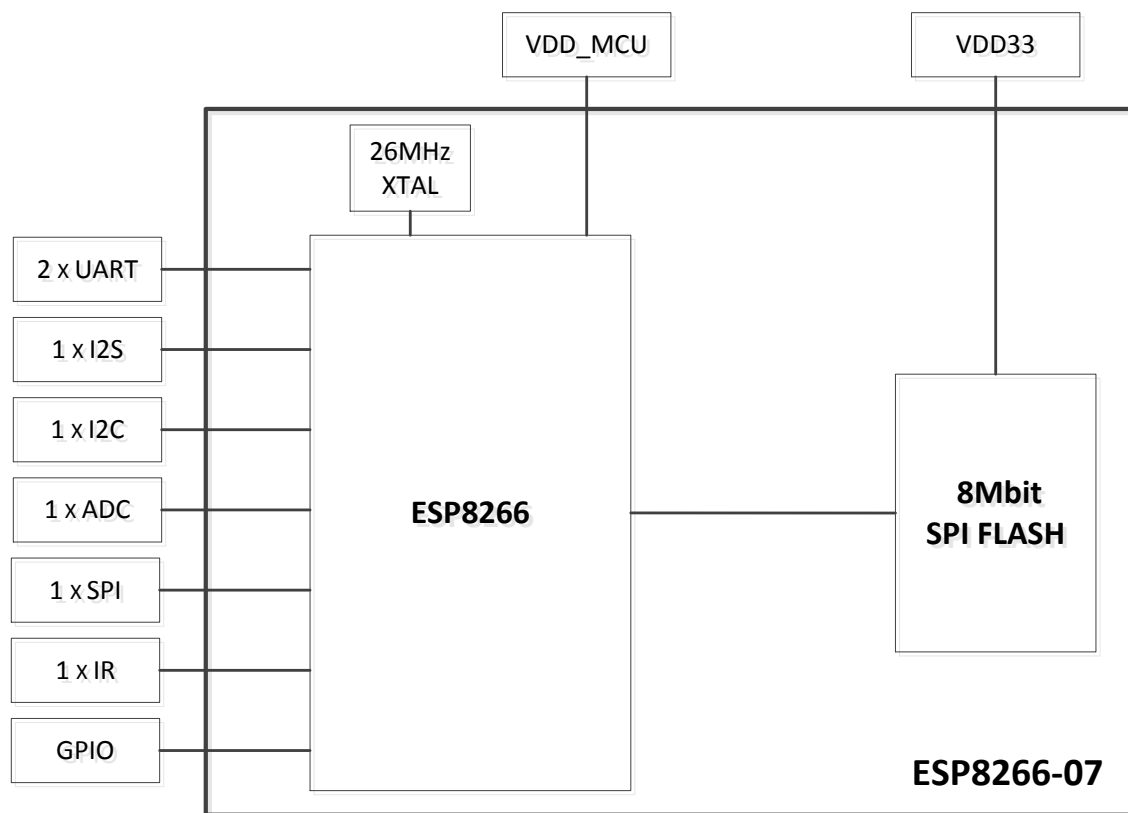 VDD_MCU
VDD33
26MHz
XTAL
2 x UART
1 x I2S
1 x I2C
1 x ADC
1 x SPI
1 x IR
GPIO
ESP8266
8Mbit
SPI FLASH
ESP8266-07